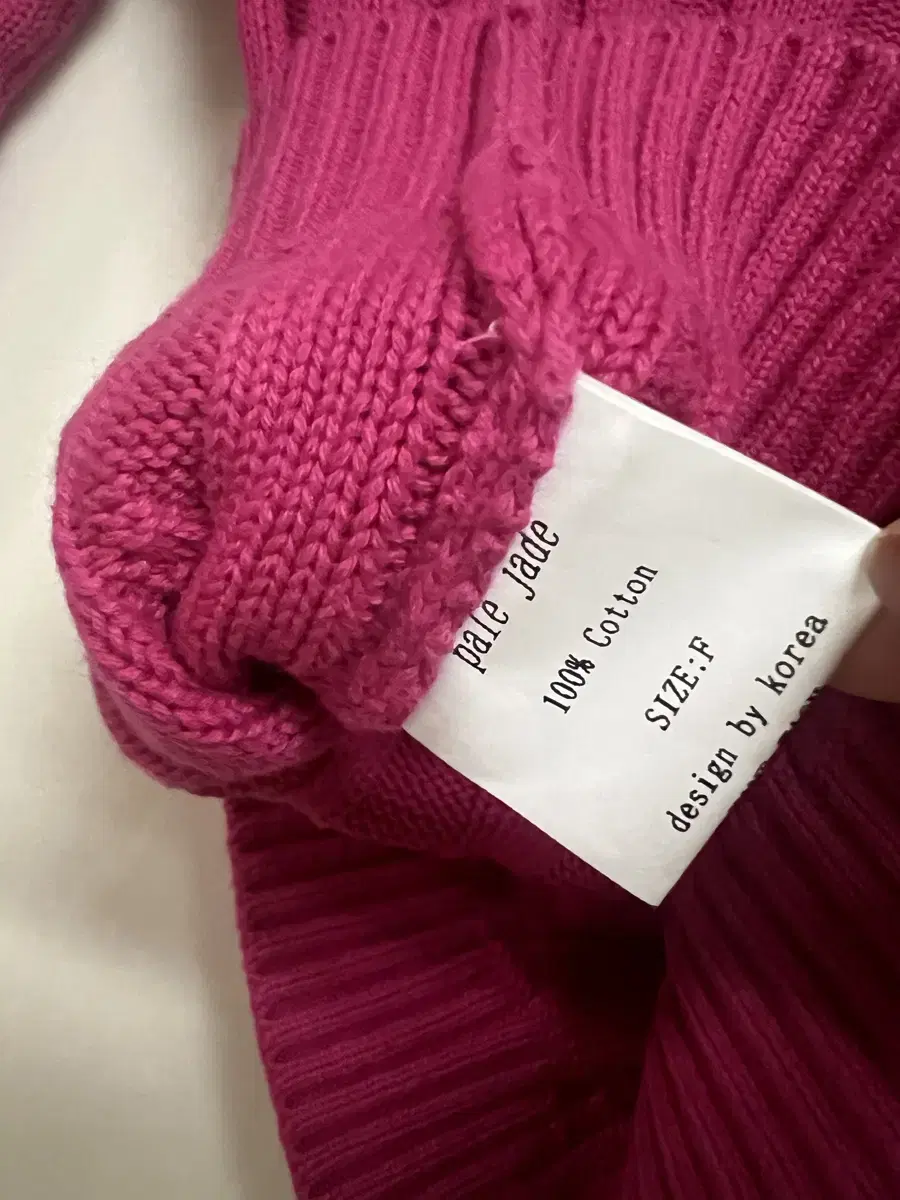 pale jade
100% Cotton
SIZE:F
design by korea